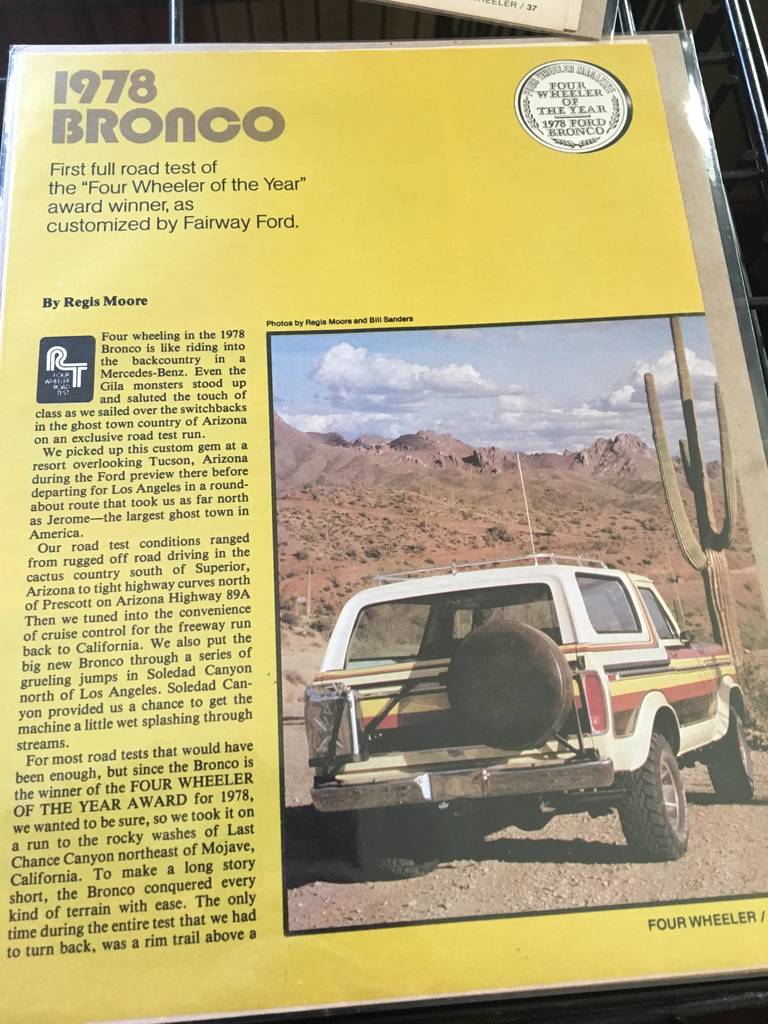 WHEELER / 37
1978
BRONCO
FOUR WHEELER MAGAZINE
FOUR
WHEELER
OF
THE YEAR
1978 FORD
BRONCO
First full road test of
the “Four Wheeler of the Year”
award winner, as
customized by Fairway Ford.
By Regis Moore
Photos by Regis Moore and Bill Sanders
RT
FOUR
WHEELER
ROAD
TEST
Four wheeling in the 1978
Bronco is like riding into
the backcountry in a
Mercedes-Benz. Even the
Gila monsters stood up
and saluted the touch of
class as we sailed over the switchbacks
in the ghost town country of Arizona
on an exclusive road test run.
We picked up this custom gem at a
resort overlooking Tucson, Arizona
during the Ford preview there before
departing for Los Angeles in a round-
about route that took us as far north
as Jerome—the largest ghost town in
America.
Our road test conditions ranged
from rugged off road driving in the
cactus country south of Superior,
Arizona to tight highway curves north
of Prescott on Arizona Highway 89A
Then we tuned into the convenience
of cruise control for the freeway run
back to California. We also put the
big new Bronco through a series of
grueling jumps in Soledad Canyon
north of Los Angeles. Soledad Can-
yon provided us a chance to get the
machine a little wet splashing through
streams.
For most road tests that would have
been enough, but since the Bronco is
the winner of the FOUR WHEELER
OF THE YEAR AWARD for 1978,
we wanted to be sure, so we took it on
a run to the rocky washes of Last
Chance Canyon northeast of Mojave,
California. To make a long story
short, the Bronco conquered every
kind of terrain with ease. The only
time during the entire test that we had
to turn back, was a rim trail above a
FOUR WHEELER /